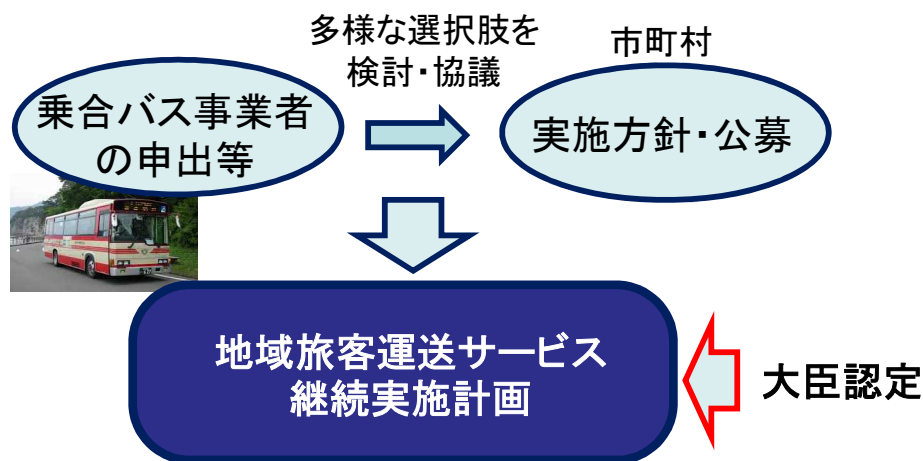 多様な選択肢を
検討・協議
市町村
乗合バス事業者
の申出等
実施方針・公募
地域旅客運送サービス
継続実施計画
大臣認定